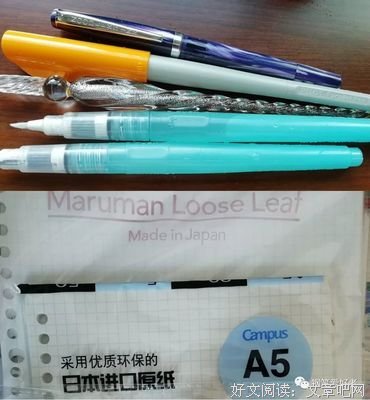 Maruman Loose Leaf
Made in Japan
Campus
A5
采用优质环保的
日本进口原纸
好文阅读：文章吧网